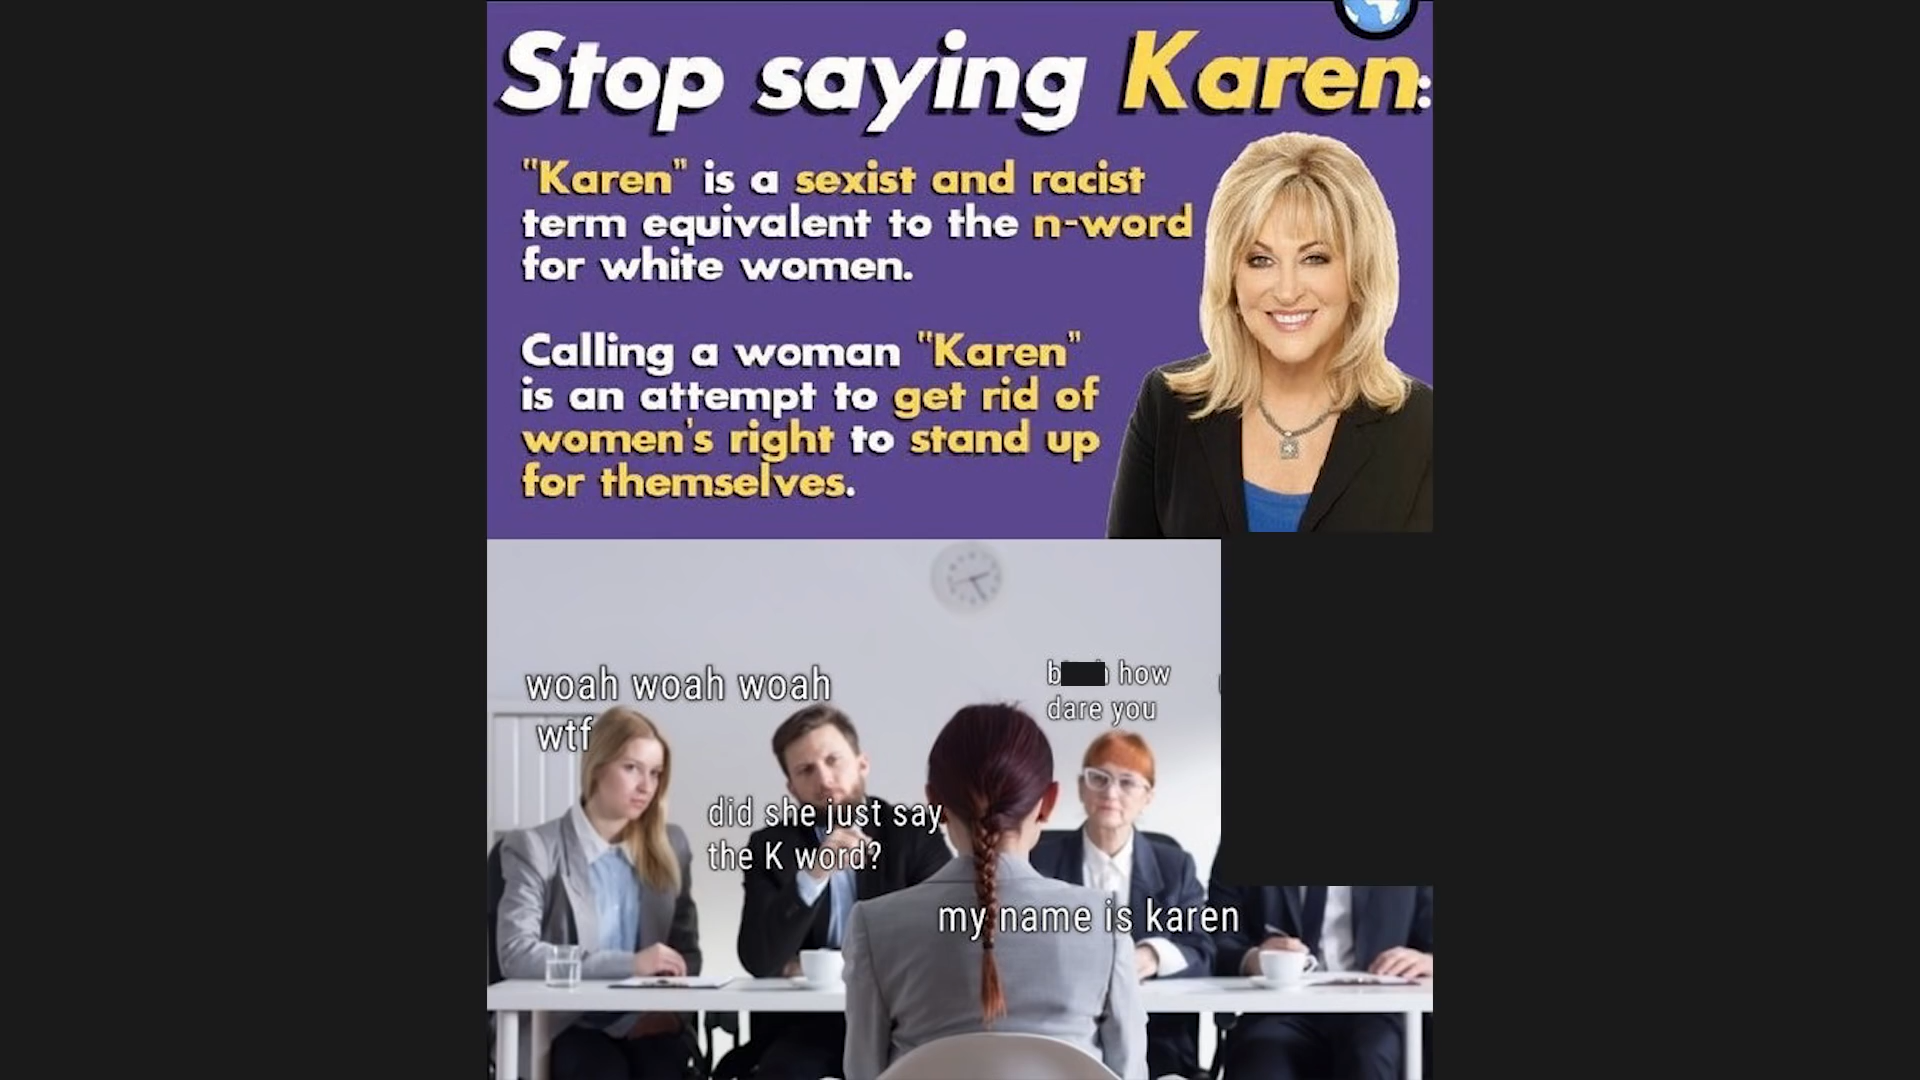 Stop saying Karen:
"Karen" is a sexist and racist
term equivalent to the n-word
for white women.
Calling a woman "Karen"
is an attempt to get rid of
women's right to stand up
for themselves.
woah woah woah
wtf
how
dare you
did she just say
the K word?
my name is karen